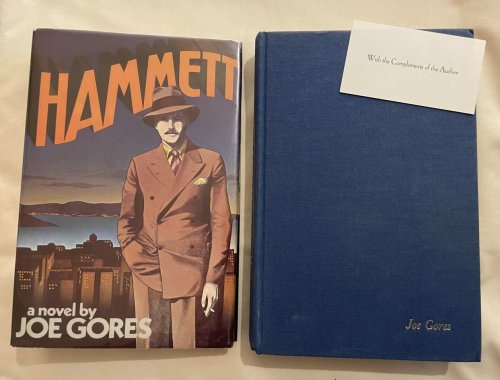 HAMMETT
a novel by
JOE GORES
With the Compliments of the Author
Joe Gores